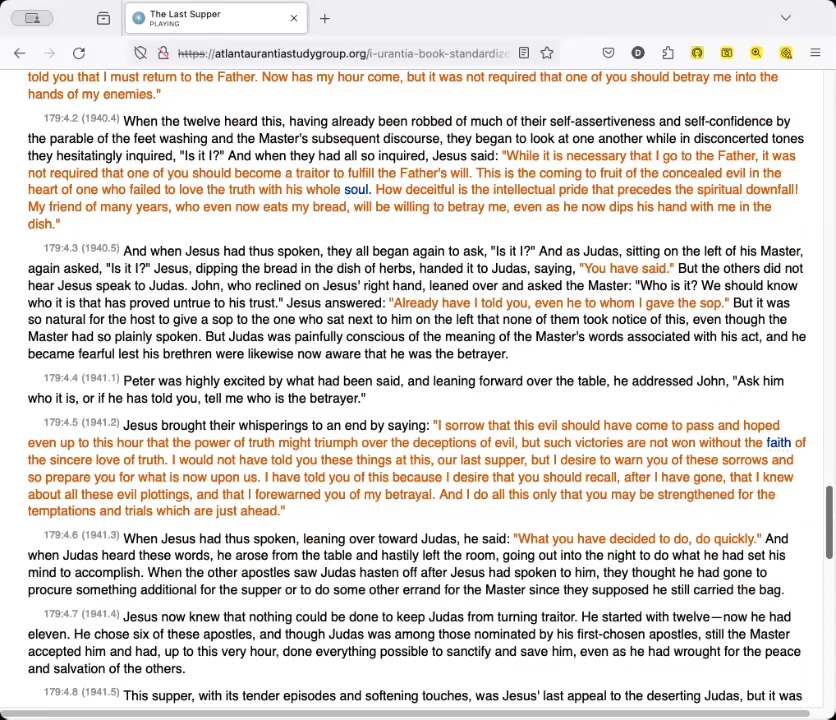 The Last Supper
PLAYING
https://atlantaurantiastudygroup.org/i-urantia-book-standardize
told you that I must return to the Father. Now has my hour come, but it was not required that one of you should betray me into the
hands of my enemies."
179:4.2 (1940.4) When the twelve heard this, having already been robbed of much of their self-assertiveness and self-confidence by
the parable of the feet washing and the Master's subsequent discourse, they began to look at one another while in disconcerted tones
they hesitatingly inquired, "Is it I?" And when they had all so inquired, Jesus said: "While it is necessary that I go to the Father, it was
not required that one of you should become a traitor to fulfill the Father's will. This is the coming to fruit of the concealed evil in the
heart of one who failed to love the truth with his whole soul. How deceitful is the intellectual pride that precedes the spiritual downfall!
My friend of many years, who even now eats my bread, will be willing to betray me, even as he now dips his hand with me in the
dish."
179:4.3 (1940.5) And when Jesus had thus spoken, they all began again to ask, "Is it I?" And as Judas, sitting on the left of his Master,
again asked, "Is it I?" Jesus, dipping the bread in the dish of herbs, handed it to Judas, saying, "You have said." But the others did not
hear Jesus speak to Judas. John, who reclined on Jesus' right hand, leaned over and asked the Master: "Who is it? We should know
who it is that has proved untrue to his trust." Jesus answered: "Already have I told you, even he to whom I gave the sop." But it was
so natural for the host to give a sop to the one who sat next to him on the left that none of them took notice of this, even though the
Master had so plainly spoken. But Judas was painfully conscious of the meaning of the Master's words associated with his act, and he
became fearful lest his brethren were likewise now aware that he was the betrayer.
179:4.4 (1941.1) Peter was highly excited by what had been said, and leaning forward over the table, he addressed John, "Ask him
who it is, or if he has told you, tell me who is the betrayer."
179:4.5 (1941.2) Jesus brought their whisperings to an end by saying: "I sorrow that this evil should have come to pass and hoped
even up to this hour that the power of truth might triumph over the deceptions of evil, but such victories are not won without the faith of
the sincere love of truth. I would not have told you these things at this, our last supper, but I desire to warn you of these sorrows and
so prepare you for what is now upon us. I have told you of this because I desire that you should recall, after I have gone, that I knew
about all these evil plottings, and that I forewarned you of my betrayal. And I do all this only that you may be strengthened for the
temptations and trials which are just ahead."
179:4.6 (1941.3) When Jesus had thus spoken, leaning over toward Judas, he said: "What you have decided to do, do quickly." And
when Judas heard these words, he arose from the table and hastily left the room, going out into the night to do what he had set his
mind to accomplish. When the other apostles saw Judas hasten off after Jesus had spoken to him, they thought he had gone to
procure something additional for the supper or to do some other errand for the Master since they supposed he still carried the bag.
179:4.7 (1941.4) Jesus now knew that nothing could be done to keep Judas from turning traitor. He started with twelve—now he had
eleven. He chose six of these apostles, and though Judas was among those nominated by his first-chosen apostles, still the Master
accepted him and had, up to this very hour, done everything possible to sanctify and save him, even as he had wrought for the peace
and salvation of the others.
179:4.8 (1941.5) This supper, with its tender episodes and softening touches, was Jesus' last appeal to the deserting Judas, but it was